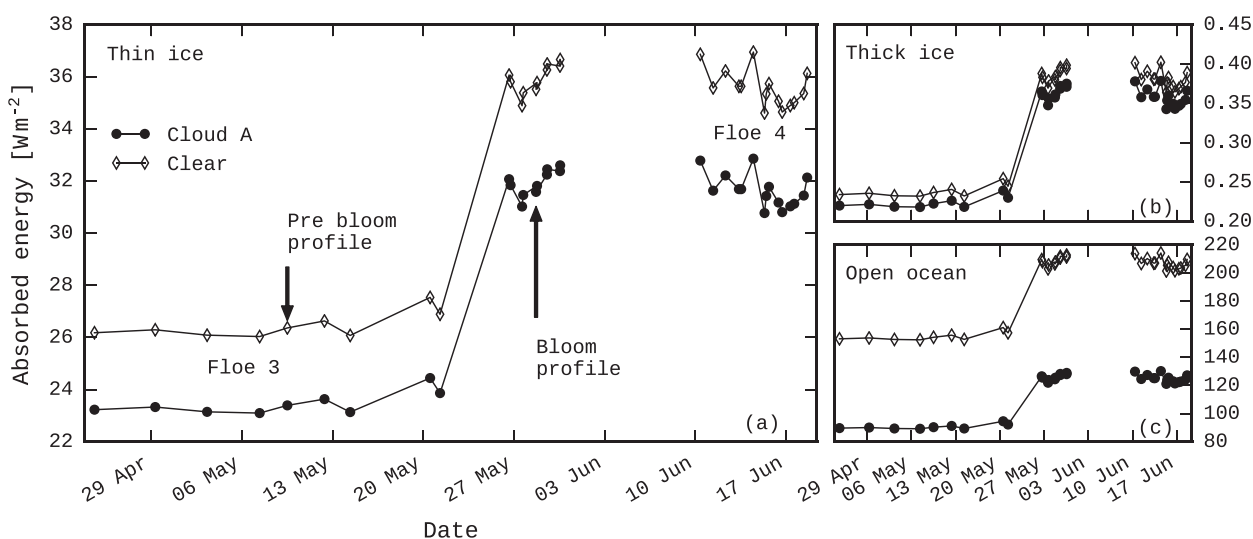 38
36
34
32
30
28
26
24
22
Absorbed energy [Wm⁻²]
Thin ice
Cloud A
Clear
Pre bloom
profile
Floe 3
Floe 4
Bloom
profile
(a)
29 Apr
06 May
13 May
20 May
27 May
03 Jun
10 Jun
17 Jun
Date
Thick ice
(b)
0.45
0.40
0.35
0.30
0.25
0.20
Open ocean
(c)
220
200
180
160
140
120
100
80
29 Apr
06 May
13 May
20 May
27 May
03 Jun
10 Jun
17 Jun